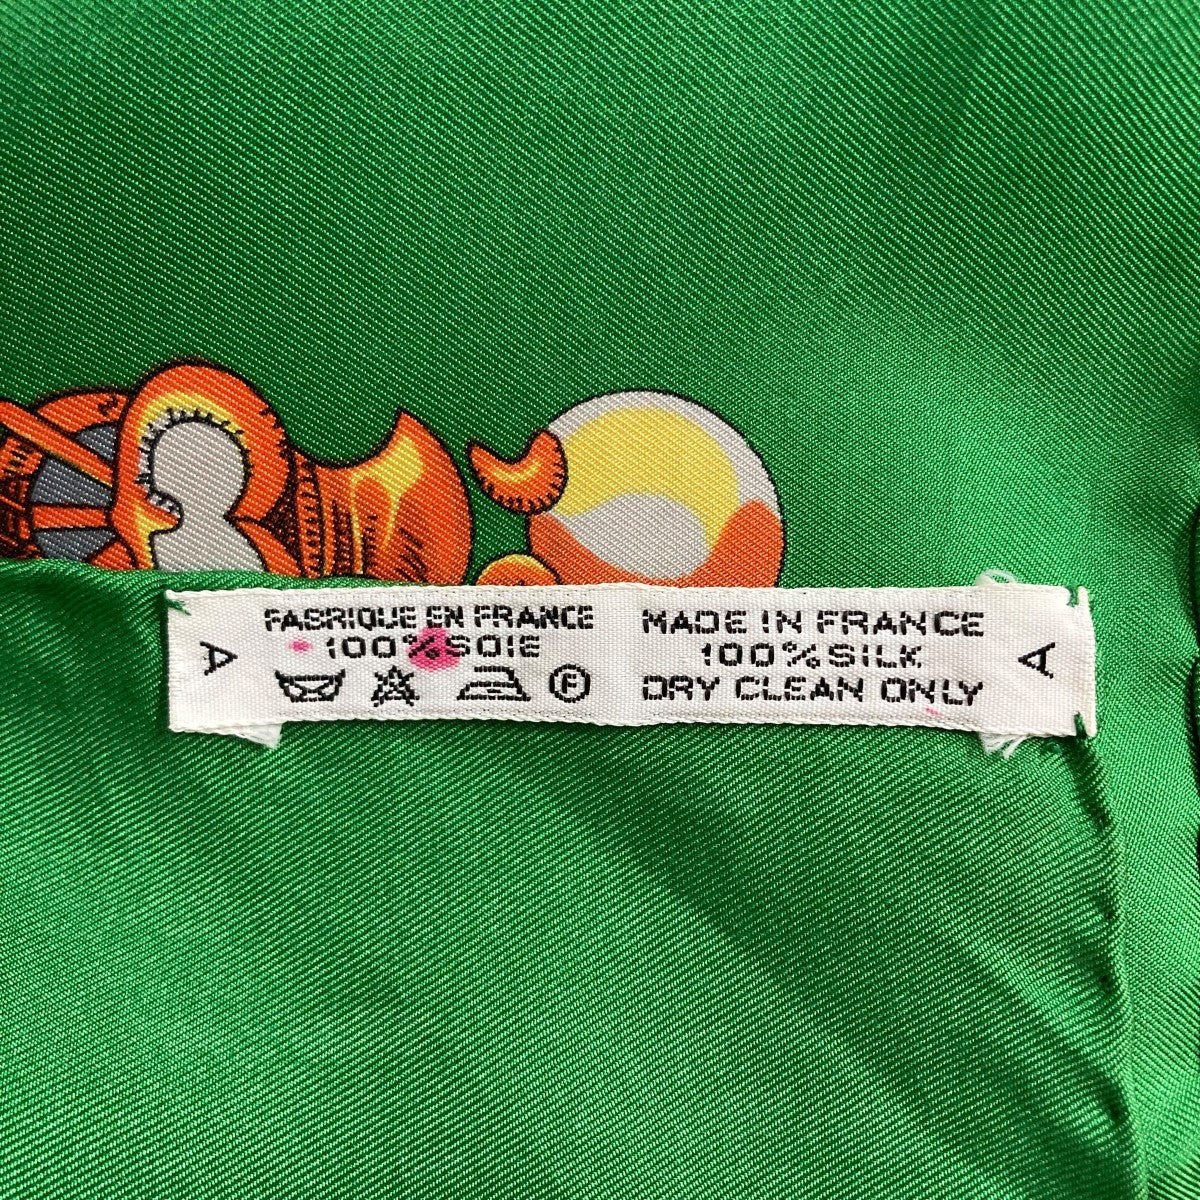 A
FABRIQUE EN FRANCE
100% SOIE
F
MADE IN FRANCE
100% SILK
DRY CLEAN ONLY
A